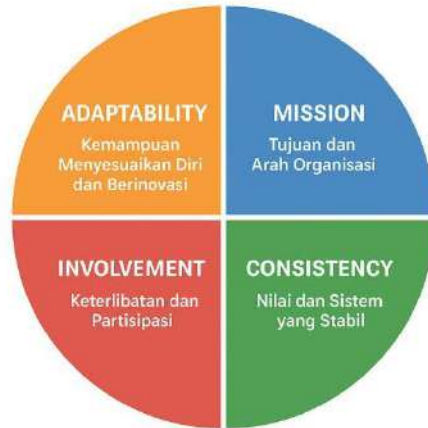 ADAPTABILITY
Kemampuan
Menyesuaikan Diri
dan Berinovasi
MISSION
Tujuan dan
Arah Organisasi
INVOLVEMENT
Keterlibatan dan
Partisipasi
CONSISTENCY
Nilai dan Sistem
yang Stabil